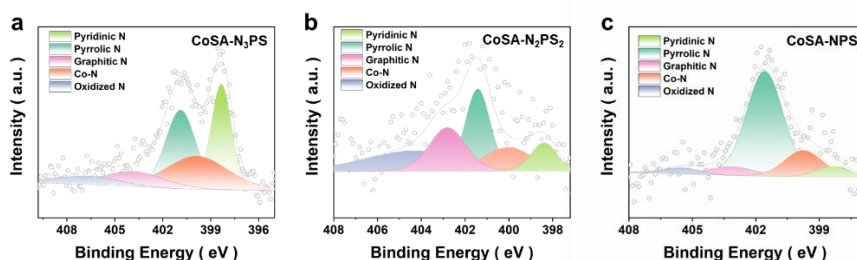 a
CoSA-N₃PS
Pyridinic N
Pyrrolic N
Graphitic N
Co-N
Oxidized N
Intensity ( a.u. )
408 405 402 399 396
Binding Energy ( eV )
b
CoSA-N₂PS₂
Pyridinic N
Pyrrolic N
Graphitic N
Co-N
Oxidized N
Intensity ( a.u. )
408 406 404 402 400 398
Binding Energy ( eV )
c
CoSA-NPS
Pyridinic N
Pyrrolic N
Graphitic N
Co-N
Oxidized N
Intensity ( a.u. )
408 405 402 399
Binding Energy ( eV )